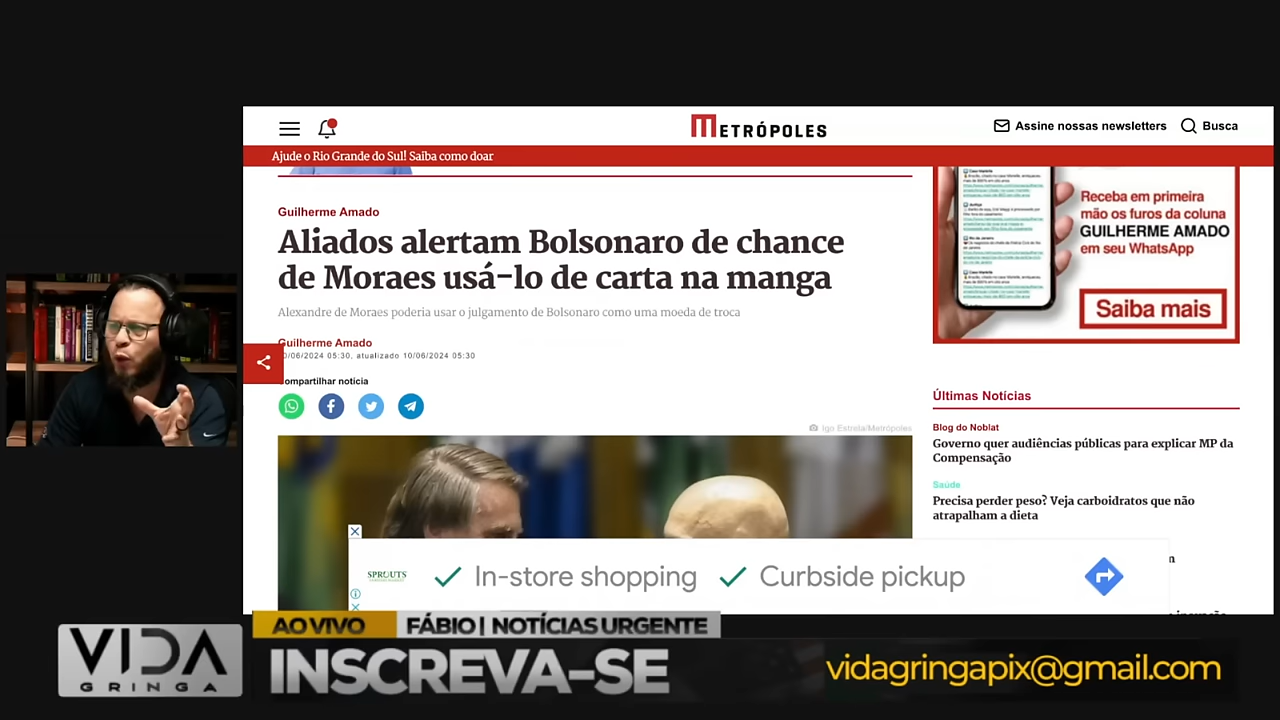 METRÓPOLES
Assine nossas newsletters
Busca
Ajude o Rio Grande do Sul! Saiba como doar
Guilherme Amado
Aliados alertam Bolsonaro de chance
de Moraes usá-lo de carta na manga
Alexandre de Moraes poderia usar o julgamento de Bolsonaro como uma moeda de troca
Guilherme Amado
0/06/2024 05:30, atualizado 10/06/2024 05:30
ompartilhar notícia
Igo Estrela/Metrópoles
Receba em primeira
mão os furos da coluna
GUILHERME AMADO
em seu WhatsApp
Saiba mais
Últimas Notícias
Blog do Noblat
Governo quer audiências públicas para explicar MP da
Compensação
Saúde
Precisa perder peso? Veja carboidratos que não
atrapalham a dieta
SPROUTS
In-store shopping
Curbside pickup
AO VIVO
FÁBIO | NOTÍCIAS URGENTE
VIDA
GRINGA
INSCREVA-SE
vidagringapix@gmail.com